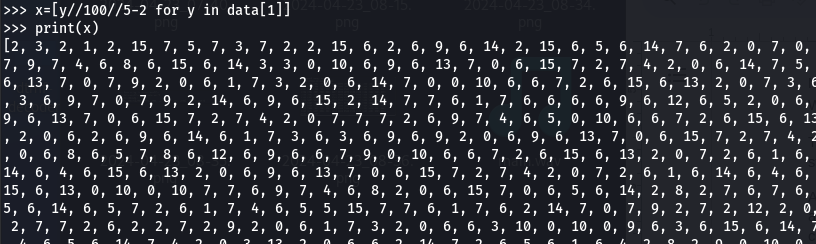 >>> x=[y//100//5-2 for y in data[1]]
>>> print(x)
[2, 3, 2, 1, 2, 15, 7, 5, 7, 3, 7, 2, 2, 15, 6, 2, 6, 9, 6, 14, 2, 15, 6, 5, 6, 14, 7, 6, 2, 0, 7, 0,
7, 9, 7, 4, 6, 8, 6, 15, 6, 14, 3, 3, 0, 10, 6, 9, 6, 13, 7, 0, 6, 15, 7, 2, 7, 4, 2, 0, 6, 14, 7, 5,
6, 13, 7, 0, 7, 9, 2, 0, 6, 1, 7, 3, 2, 0, 6, 14, 7, 0, 0, 10, 6, 6, 7, 2, 6, 15, 6, 13, 2, 0, 7, 3, 6
, 3, 6, 9, 7, 0, 7, 9, 2, 14, 6, 9, 6, 15, 2, 14, 7, 7, 6, 1, 7, 6, 6, 6, 6, 9, 6, 12, 6, 5, 2, 0, 6,
9, 6, 13, 7, 0, 6, 15, 7, 2, 7, 4, 2, 0, 7, 7, 7, 2, 6, 9, 7, 4, 6, 5, 0, 10, 6, 6, 7, 2, 6, 15, 6, 13
, 2, 0, 6, 2, 6, 9, 6, 14, 6, 1, 7, 3, 6, 3, 6, 9, 6, 9, 2, 0, 6, 9, 6, 13, 7, 0, 6, 15, 7, 2, 7, 4, 2
, 0, 6, 8, 6, 5, 7, 8, 6, 12, 6, 9, 6, 6, 7, 9, 0, 10, 6, 6, 7, 2, 6, 15, 6, 13, 2, 0, 7, 2, 6, 1, 6,
14, 6, 4, 6, 15, 6, 13, 2, 0, 6, 9, 6, 13, 7, 0, 6, 15, 7, 2, 7, 4, 2, 0, 7, 2, 6, 1, 6, 14, 6, 4, 6,
15, 6, 13, 0, 10, 0, 10, 7, 7, 6, 9, 7, 4, 6, 8, 2, 0, 6, 15, 7, 0, 6, 5, 6, 14, 2, 8, 2, 7, 6, 7, 6,
5, 6, 14, 6, 5, 7, 2, 6, 1, 7, 4, 6, 5, 5, 15, 7, 7, 6, 1, 7, 6, 2, 14, 7, 0, 7, 9, 2, 7, 2, 12, 2, 0,
2, 7, 7, 2, 6, 2, 2, 7, 2, 9, 2, 0, 6, 1, 7, 3, 2, 0, 6, 6, 3, 10, 0, 10, 0, 9, 6, 3, 6, 15, 6, 14, 7